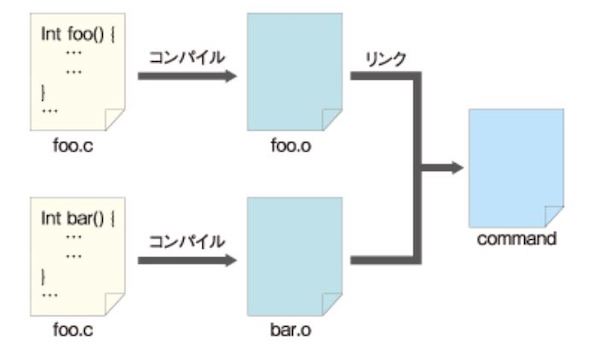 Int foo() {
…
…
}
…
foo.c
コンパイル
foo.o
リンク
command
Int bar() {
…
…
}
…
foo.c
コンパイル
bar.o